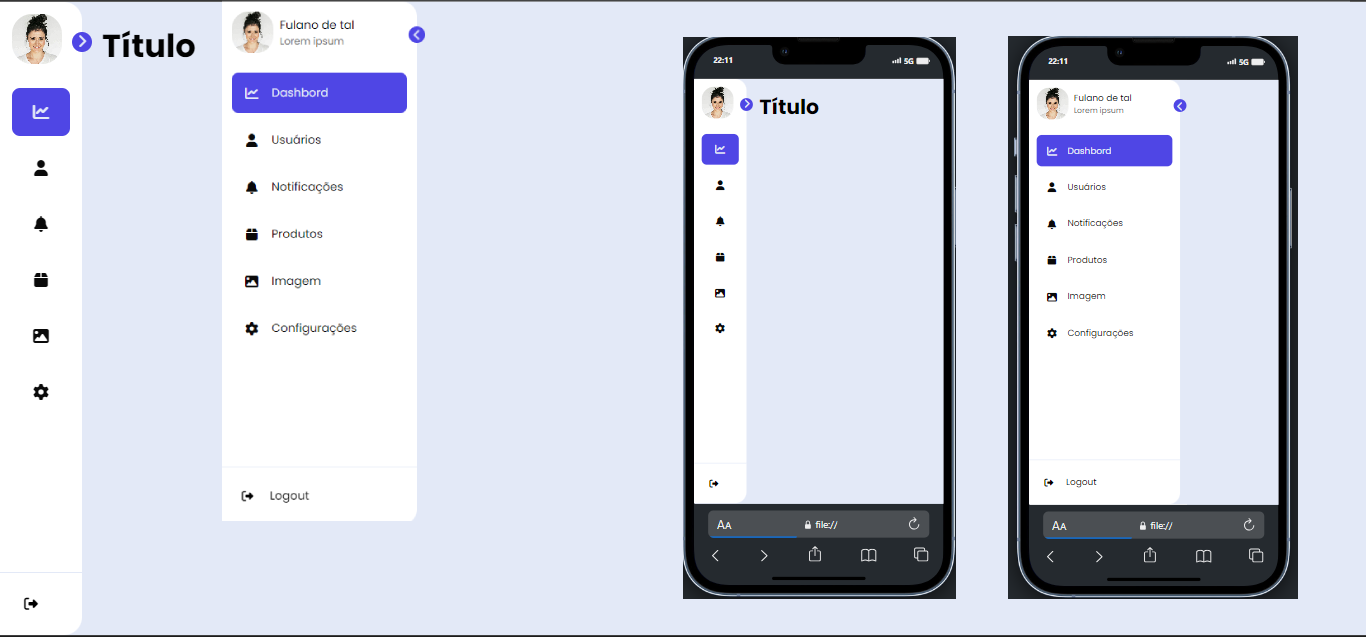 Título
Fulano de tal
Lorem ipsum
Dashbord
Usuários
Notificações
Produtos
Imagem
Configurações
Logout
22:11
5G
Título
AA
file://
22:11
5G
Fulano de tal
Lorem ipsum
Dashbord
Usuários
Notificações
Produtos
Imagem
Configurações
Logout
AA
file://